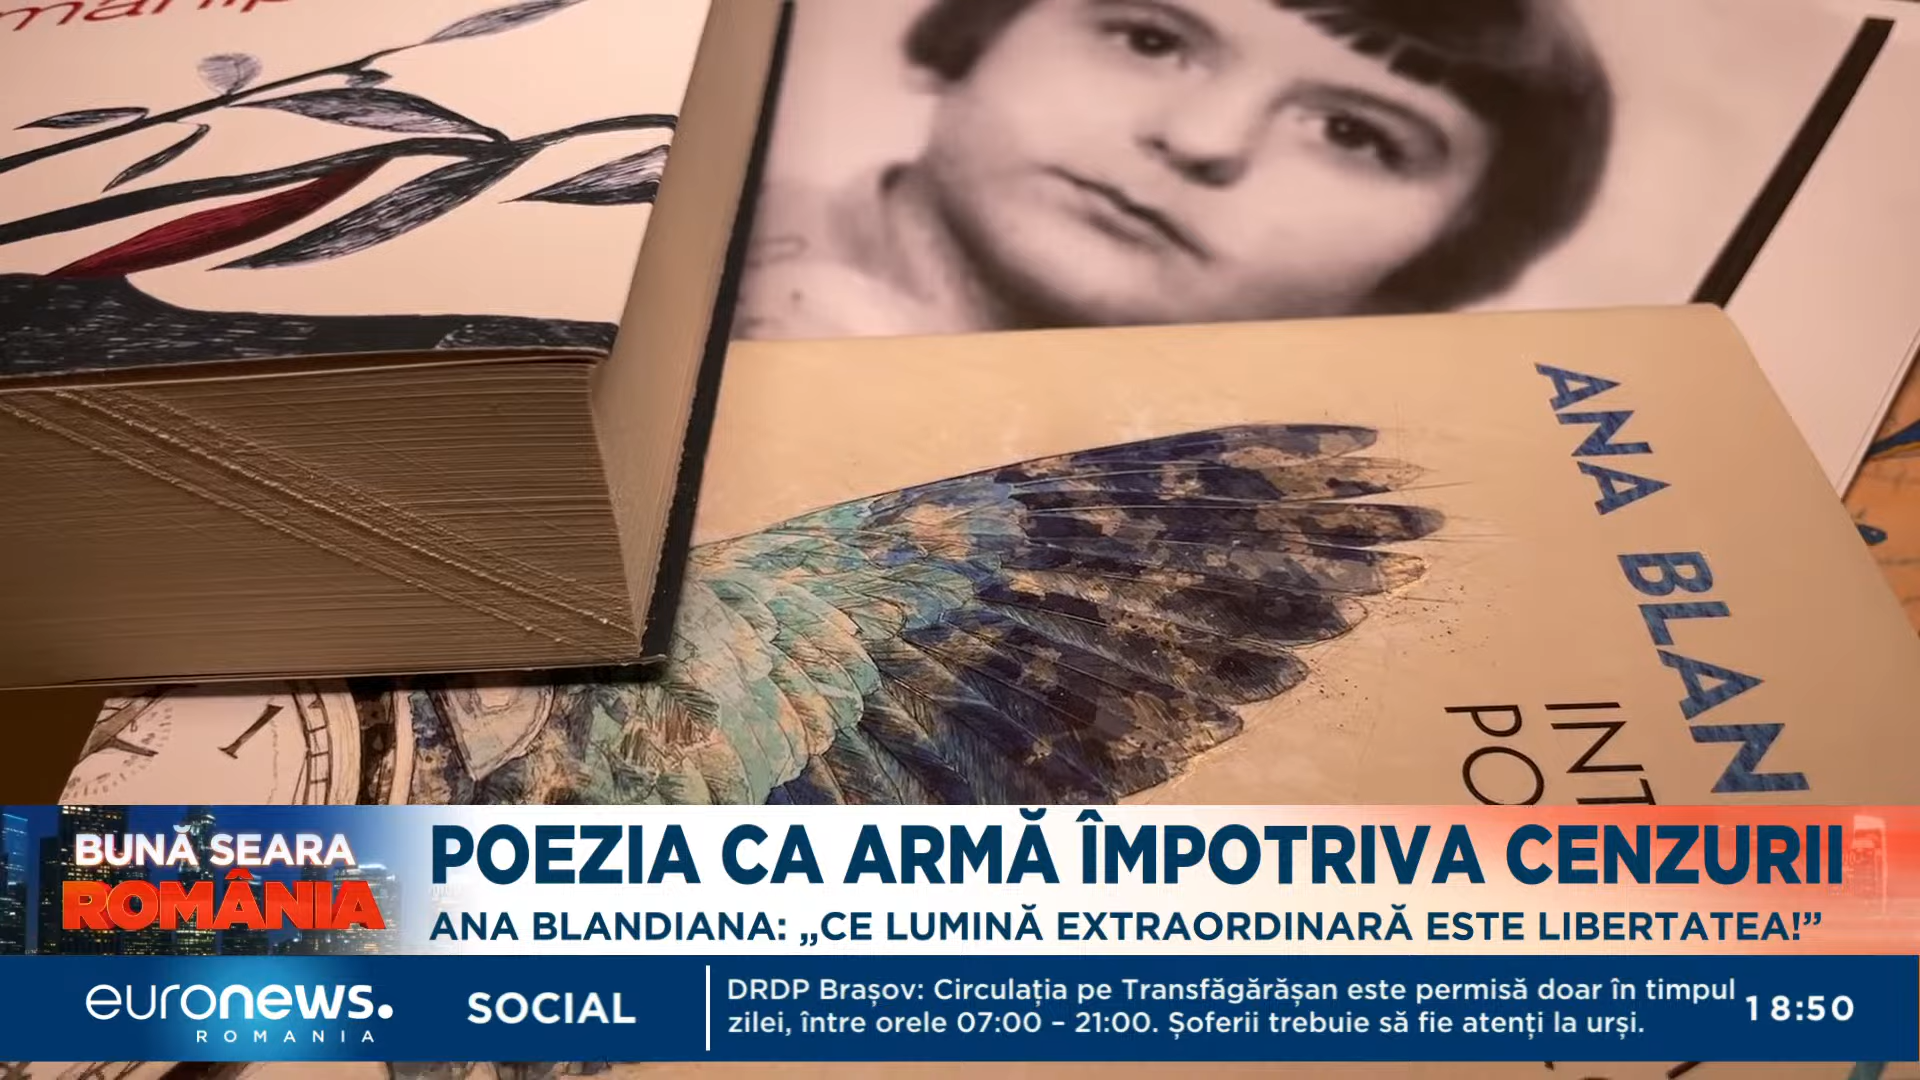 ANA BLAN
INT
PO
BUNĂ SEARA
ROMÂNIA
POEZIA CA ARMĂ ÎMPOTRIVA CENZURII
ANA BLANDIANA: „CE LUMINĂ EXTRAORDINARĂ ESTE LIBERTATEA!”
euronews.
ROMANIA
SOCIAL
DRDP Brașov: Circulația pe Transfăgărășan este permisă doar în timpul
zilei, între orele 07:00 – 21:00. Șoferii trebuie să fie atenți la urși.
18:50